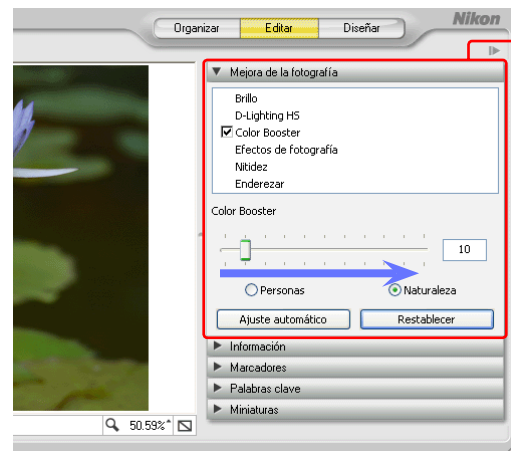 Organizar Editar Diseñar Nikon
Mejora de la fotografía
Brillo
D-Lighting HS
Color Booster
Efectos de fotografía
Nitidez
Enderezar
Color Booster
10
Personas Naturaleza
Ajuste automático Restablecer
Información
Marcadores
Palabras clave
Miniaturas
50.59%